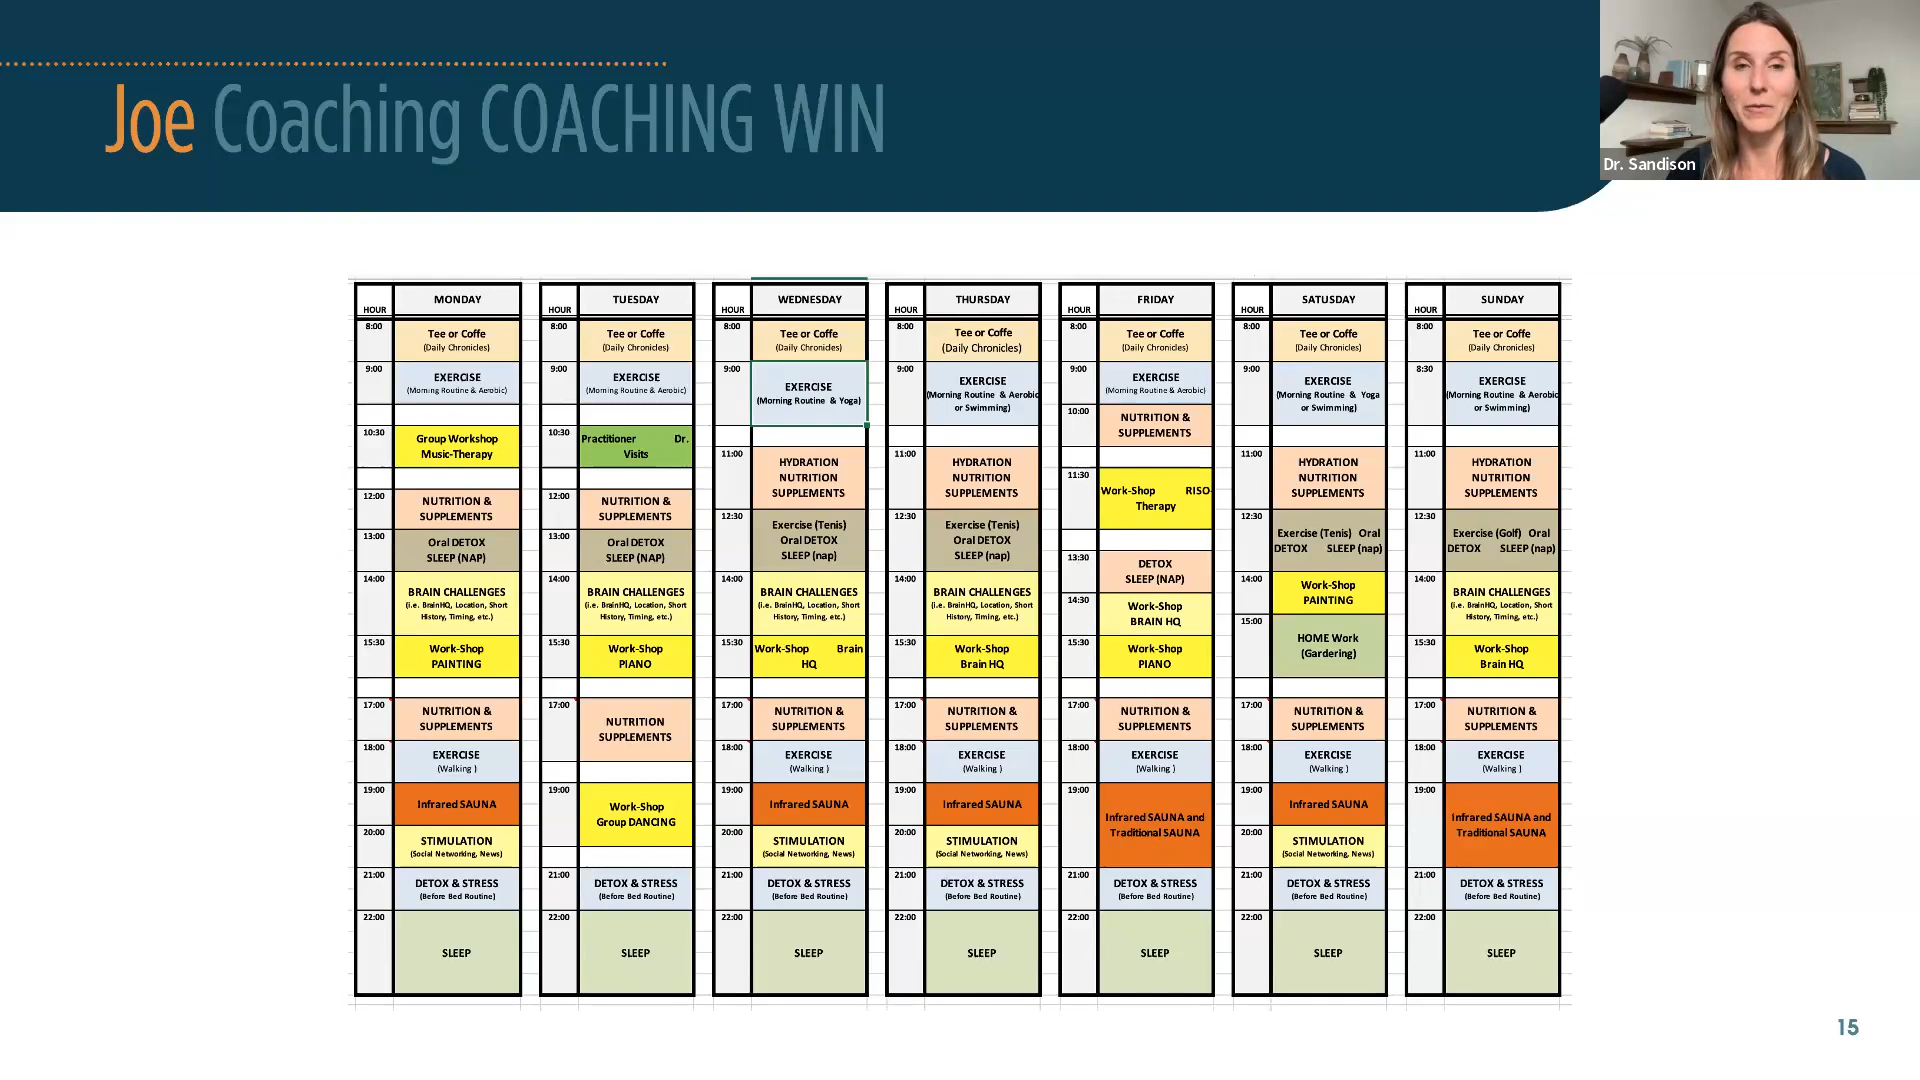 Joe Coaching COACHING WIN
Dr. Sandison
HOUR MONDAY
8:00 Tee or Coffe
(Daily Chronicles)
9:00 EXERCISE
(Morning Routine & Aerobic)
10:30 Group Workshop
Music-Therapy
12:00 NUTRITION &
SUPPLEMENTS
13:00 Oral DETOX
SLEEP (NAP)
14:00 BRAIN CHALLENGES
(i.e. BrainHQ, Location, Short
History, Timing, etc.)
15:30 Work-Shop
PAINTING
17:00 NUTRITION &
SUPPLEMENTS
18:00 EXERCISE
(Walking )
19:00 Infrared SAUNA
20:00 STIMULATION
(Social Networking, News)
21:00 DETOX & STRESS
(Before Bed Routine)
22:00 SLEEP
HOUR TUESDAY
8:00 Tee or Coffe
(Daily Chronicles)
9:00 EXERCISE
(Morning Routine & Aerobic)
10:30 Practitioner Dr.
Visits
12:00 NUTRITION &
SUPPLEMENTS
13:00 Oral DETOX
SLEEP (NAP)
14:00 BRAIN CHALLENGES
(i.e. BrainHQ, Location, Short
History, Timing, etc.)
15:30 Work-Shop
PIANO
17:00 NUTRITION
SUPPLEMENTS
19:00 Work-Shop
Group DANCING
21:00 DETOX & STRESS
(Before Bed Routine)
22:00 SLEEP
HOUR WEDNESDAY
8:00 Tee or Coffe
(Daily Chronicles)
9:00 EXERCISE
(Morning Routine & Yoga)
11:00 HYDRATION
NUTRITION
SUPPLEMENTS
12:30 Exercise (Tenis)
Oral DETOX
SLEEP (nap)
14:00 BRAIN CHALLENGES
(i.e. BrainHQ, Location, Short
History, Timing, etc.)
15:30 Work-Shop Brain
HQ
17:00 NUTRITION &
SUPPLEMENTS
18:00 EXERCISE
(Walking )
19:00 Infrared SAUNA
20:00 STIMULATION
(Social Networking, News)
21:00 DETOX & STRESS
(Before Bed Routine)
22:00 SLEEP
HOUR THURSDAY
8:00 Tee or Coffe
(Daily Chronicles)
9:00 EXERCISE
(Morning Routine & Aerobic
or Swimming)
11:00 HYDRATION
NUTRITION
SUPPLEMENTS
12:30 Exercise (Tenis)
Oral DETOX
SLEEP (nap)
14:00 BRAIN CHALLENGES
(i.e. BrainHQ, Location, Short
History, Timing, etc.)
15:30 Work-Shop
Brain HQ
17:00 NUTRITION &
SUPPLEMENTS
18:00 EXERCISE
(Walking )
19:00 Infrared SAUNA
20:00 STIMULATION
(Social Networking, News)
21:00 DETOX & STRESS
(Before Bed Routine)
22:00 SLEEP
HOUR FRIDAY
8:00 Tee or Coffe
(Daily Chronicles)
9:00 EXERCISE
(Morning Routine & Aerobic)
10:00 NUTRITION &
SUPPLEMENTS
11:30 Work-Shop RISO-
Therapy
13:30 DETOX
SLEEP (NAP)
14:30 Work-Shop
BRAIN HQ
15:30 Work-Shop
PIANO
17:00 NUTRITION &
SUPPLEMENTS
18:00 EXERCISE
(Walking )
19:00 Infrared SAUNA and
Traditional SAUNA
21:00 DETOX & STRESS
(Before Bed Routine)
22:00 SLEEP
HOUR SATUSDAY
8:00 Tee or Coffe
(Daily Chronicles)
9:00 EXERCISE
(Morning Routine & Yoga
or Swimming)
11:00 HYDRATION
NUTRITION
SUPPLEMENTS
12:30 Exercise (Tenis) Oral
DETOX SLEEP (nap)
14:00 Work-Shop
PAINTING
15:00 HOME Work
(Gardering)
17:00 NUTRITION &
SUPPLEMENTS
18:00 EXERCISE
(Walking )
19:00 Infrared SAUNA
20:00 STIMULATION
(Social Networking, News)
21:00 DETOX & STRESS
(Before Bed Routine)
22:00 SLEEP
HOUR SUNDAY
8:00 Tee or Coffe
(Daily Chronicles)
8:30 EXERCISE
(Morning Routine & Aerobic
or Swimming)
11:00 HYDRATION
NUTRITION
SUPPLEMENTS
12:30 Exercise (Golf) Oral
DETOX SLEEP (nap)
14:00 BRAIN CHALLENGES
(i.e. BrainHQ, Location, Short
History, Timing, etc.)
15:30 Work-Shop
Brain HQ
17:00 NUTRITION &
SUPPLEMENTS
18:00 EXERCISE
(Walking )
19:00 Infrared SAUNA and
Traditional SAUNA
21:00 DETOX & STRESS
(Before Bed Routine)
22:00 SLEEP
15